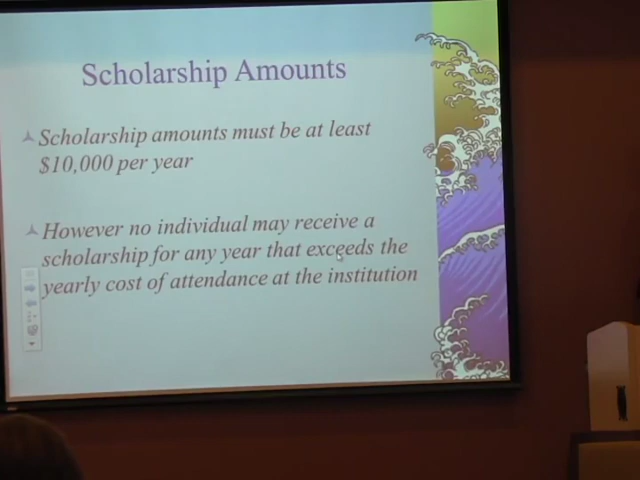 Scholarship Amounts
Scholarship amounts must be at least
$10,000 per year
However no individual may receive a
scholarship for any year that exceeds the
yearly cost of attendance at the institution